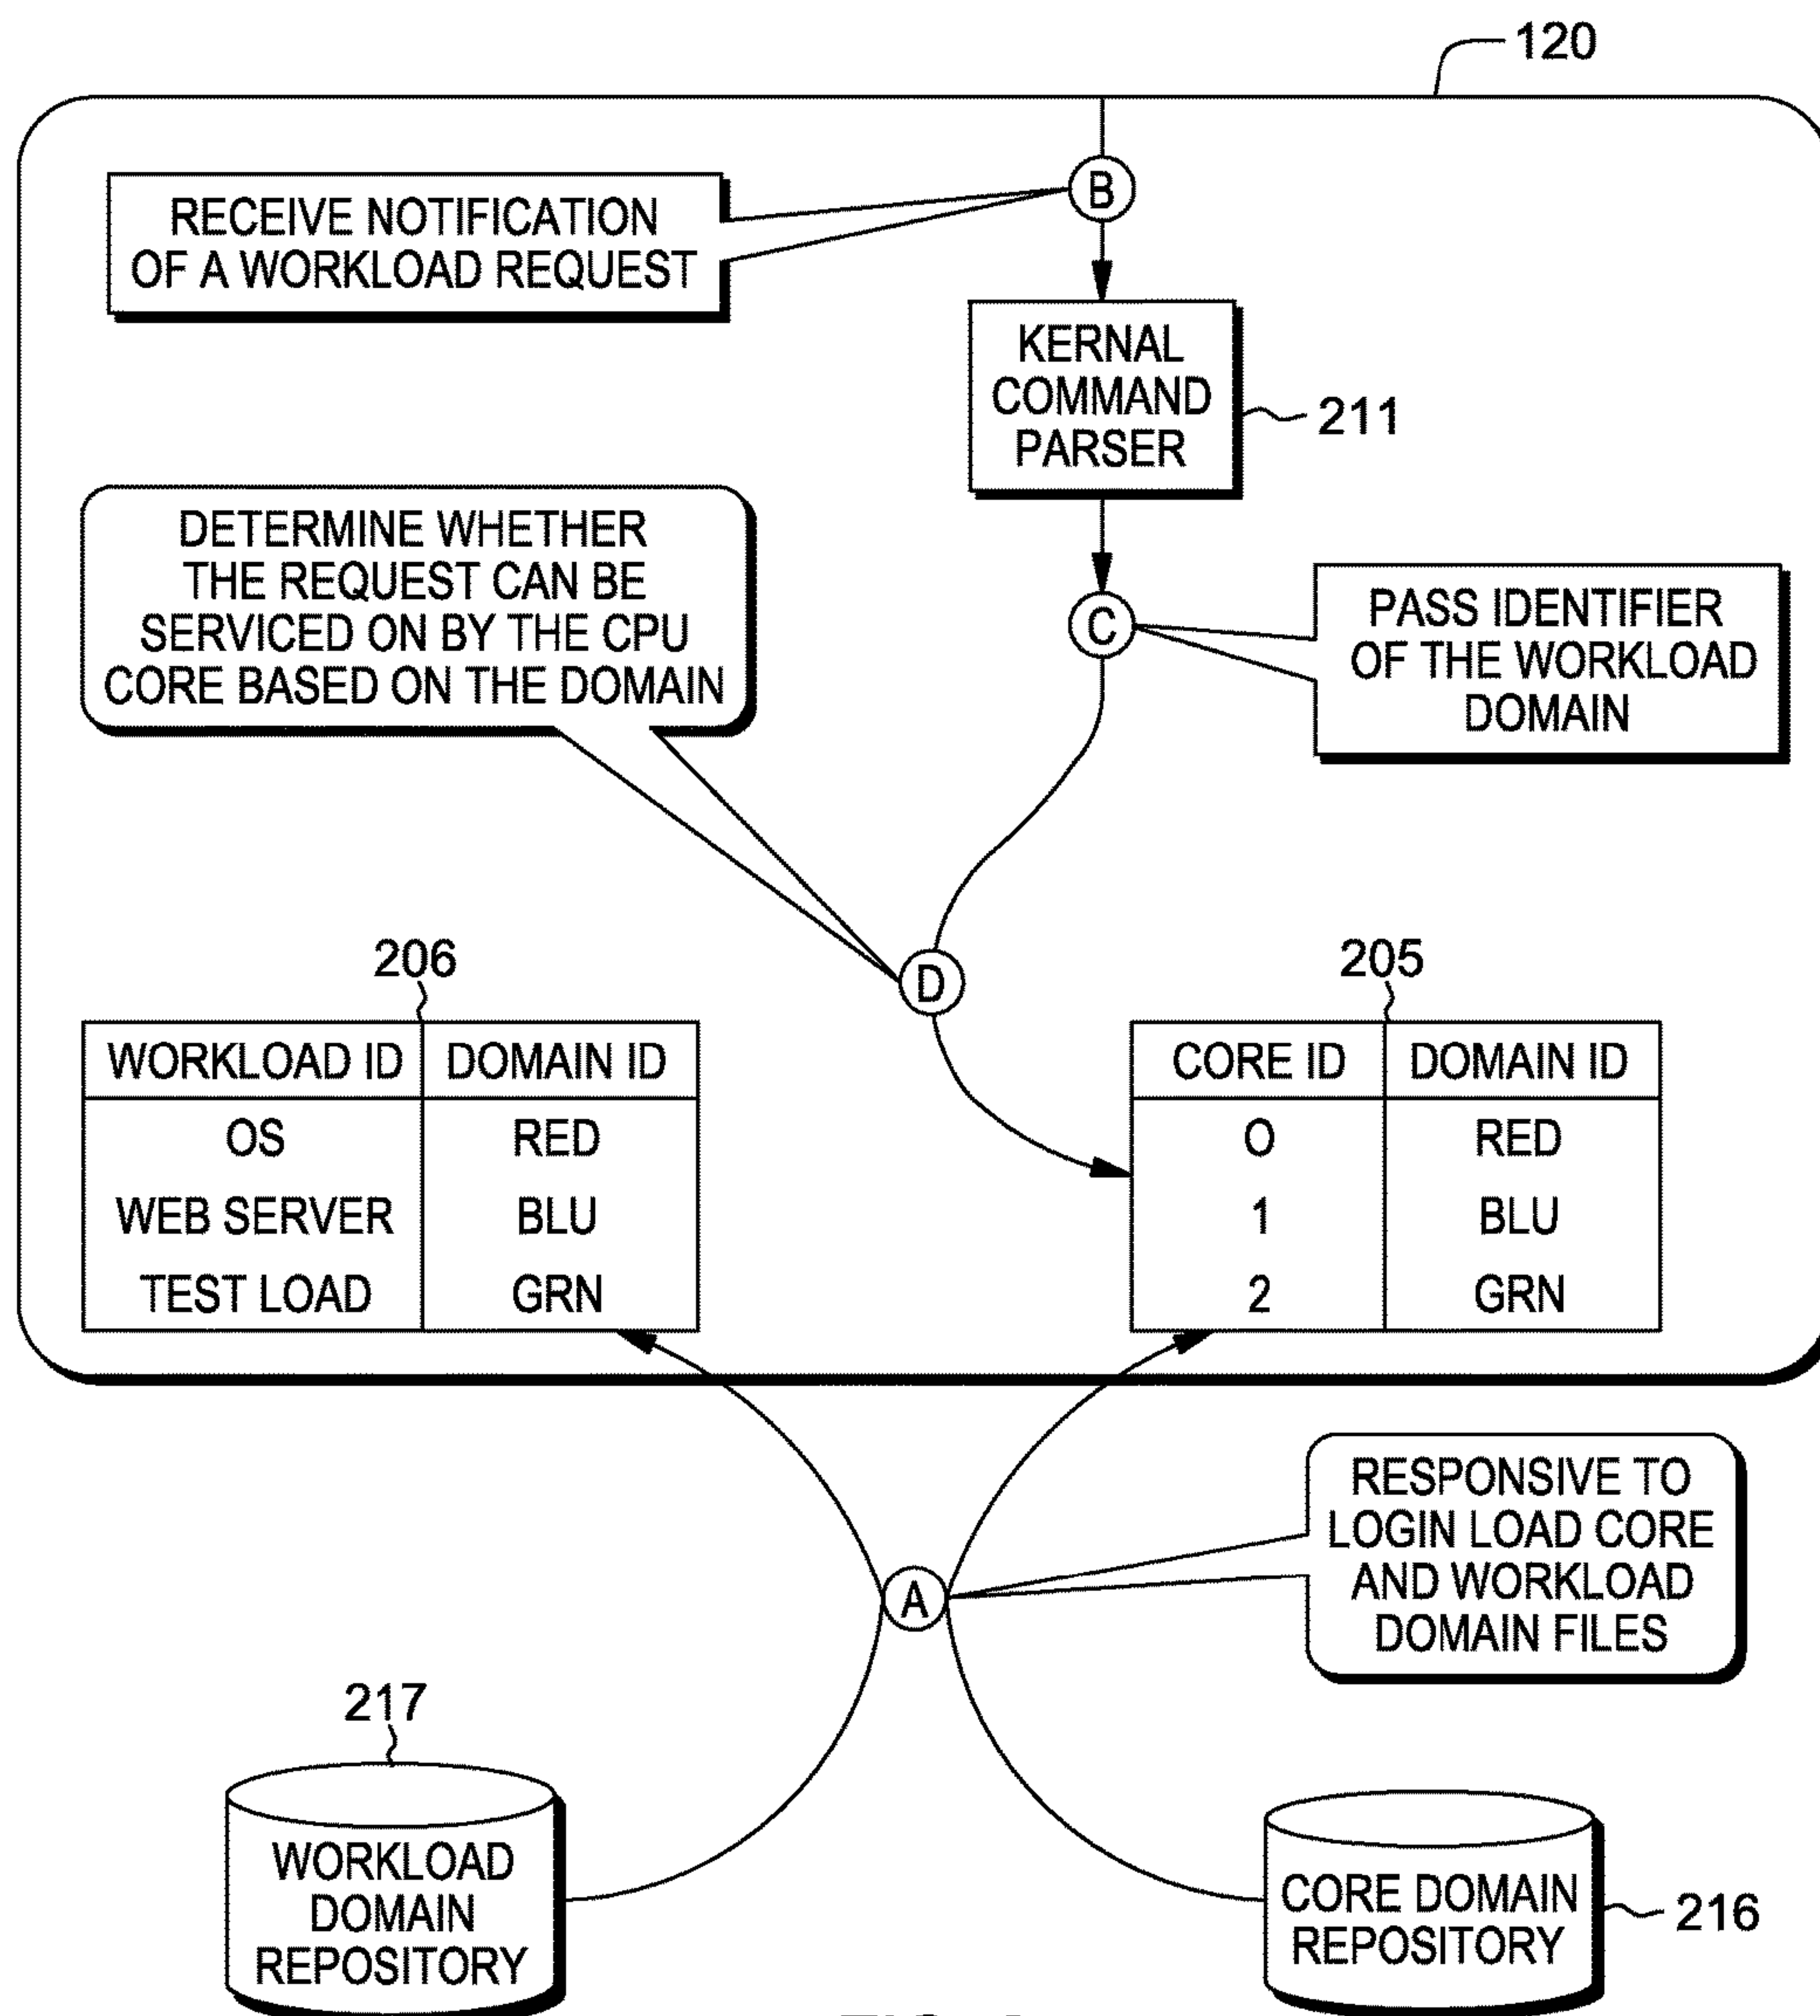 120
B
RECEIVE NOTIFICATION
OF A WORKLOAD REQUEST
KERNAL
COMMAND
PARSER
211
DETERMINE WHETHER
THE REQUEST CAN BE
SERVICED ON BY THE CPU
CORE BASED ON THE DOMAIN
C
PASS IDENTIFIER
OF THE WORKLOAD
DOMAIN
D
206
WORKLOAD ID DOMAIN ID
OS RED
WEB SERVER BLU
TEST LOAD GRN
205
CORE ID DOMAIN ID
0 RED
1 BLU
2 GRN
A
RESPONSIVE TO
LOGIN LOAD CORE
AND WORKLOAD
DOMAIN FILES
217
WORKLOAD
DOMAIN
REPOSITORY
CORE DOMAIN
REPOSITORY
216